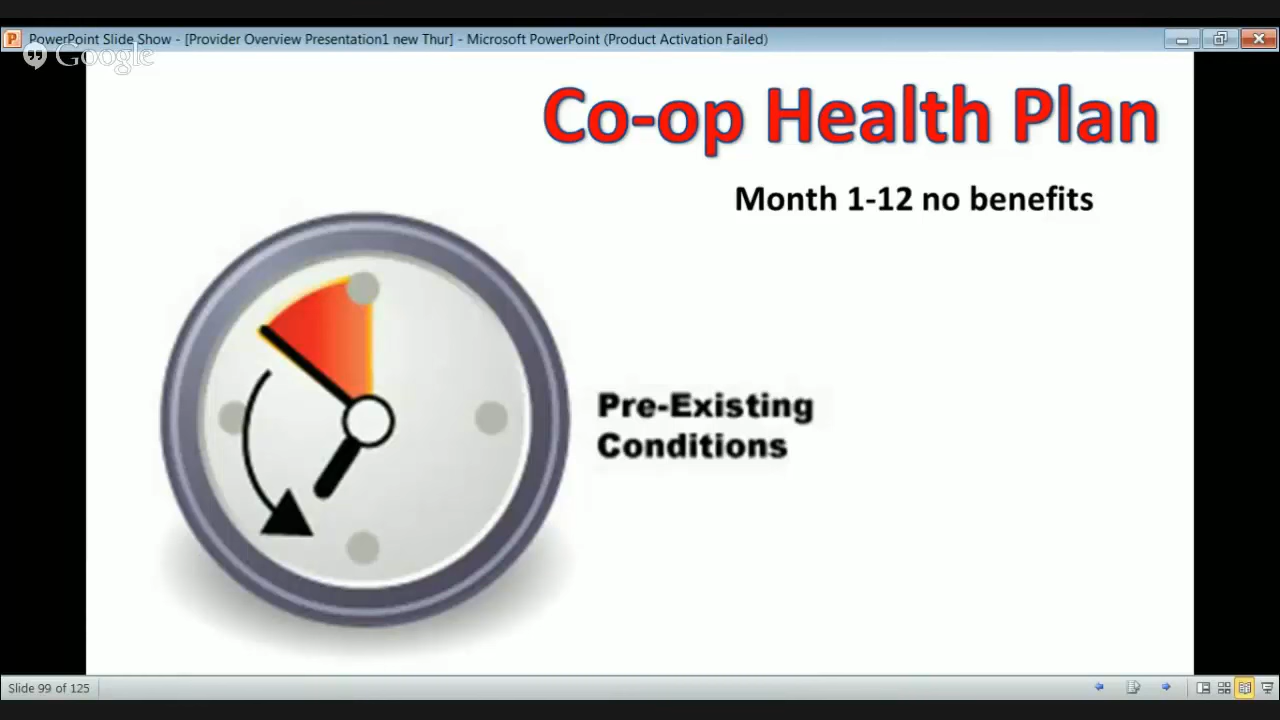 PowerPoint Slide Show - [Provider Overview Presentation1 new Thur] - Microsoft PowerPoint (Product Activation Failed)
Google
Co-op Health Plan
Month 1-12 no benefits
Pre-Existing
Conditions
Slide 99 of 125